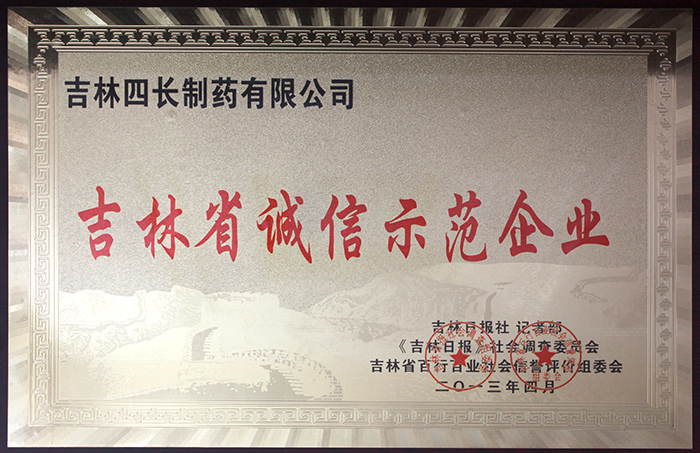 吉林四长制药有限公司
吉林省诚信示范企业
吉林日报社 记者部
《吉林日报》社会调查委员会
吉林省百行百业社会信誉评价组委会
二〇一三年四月